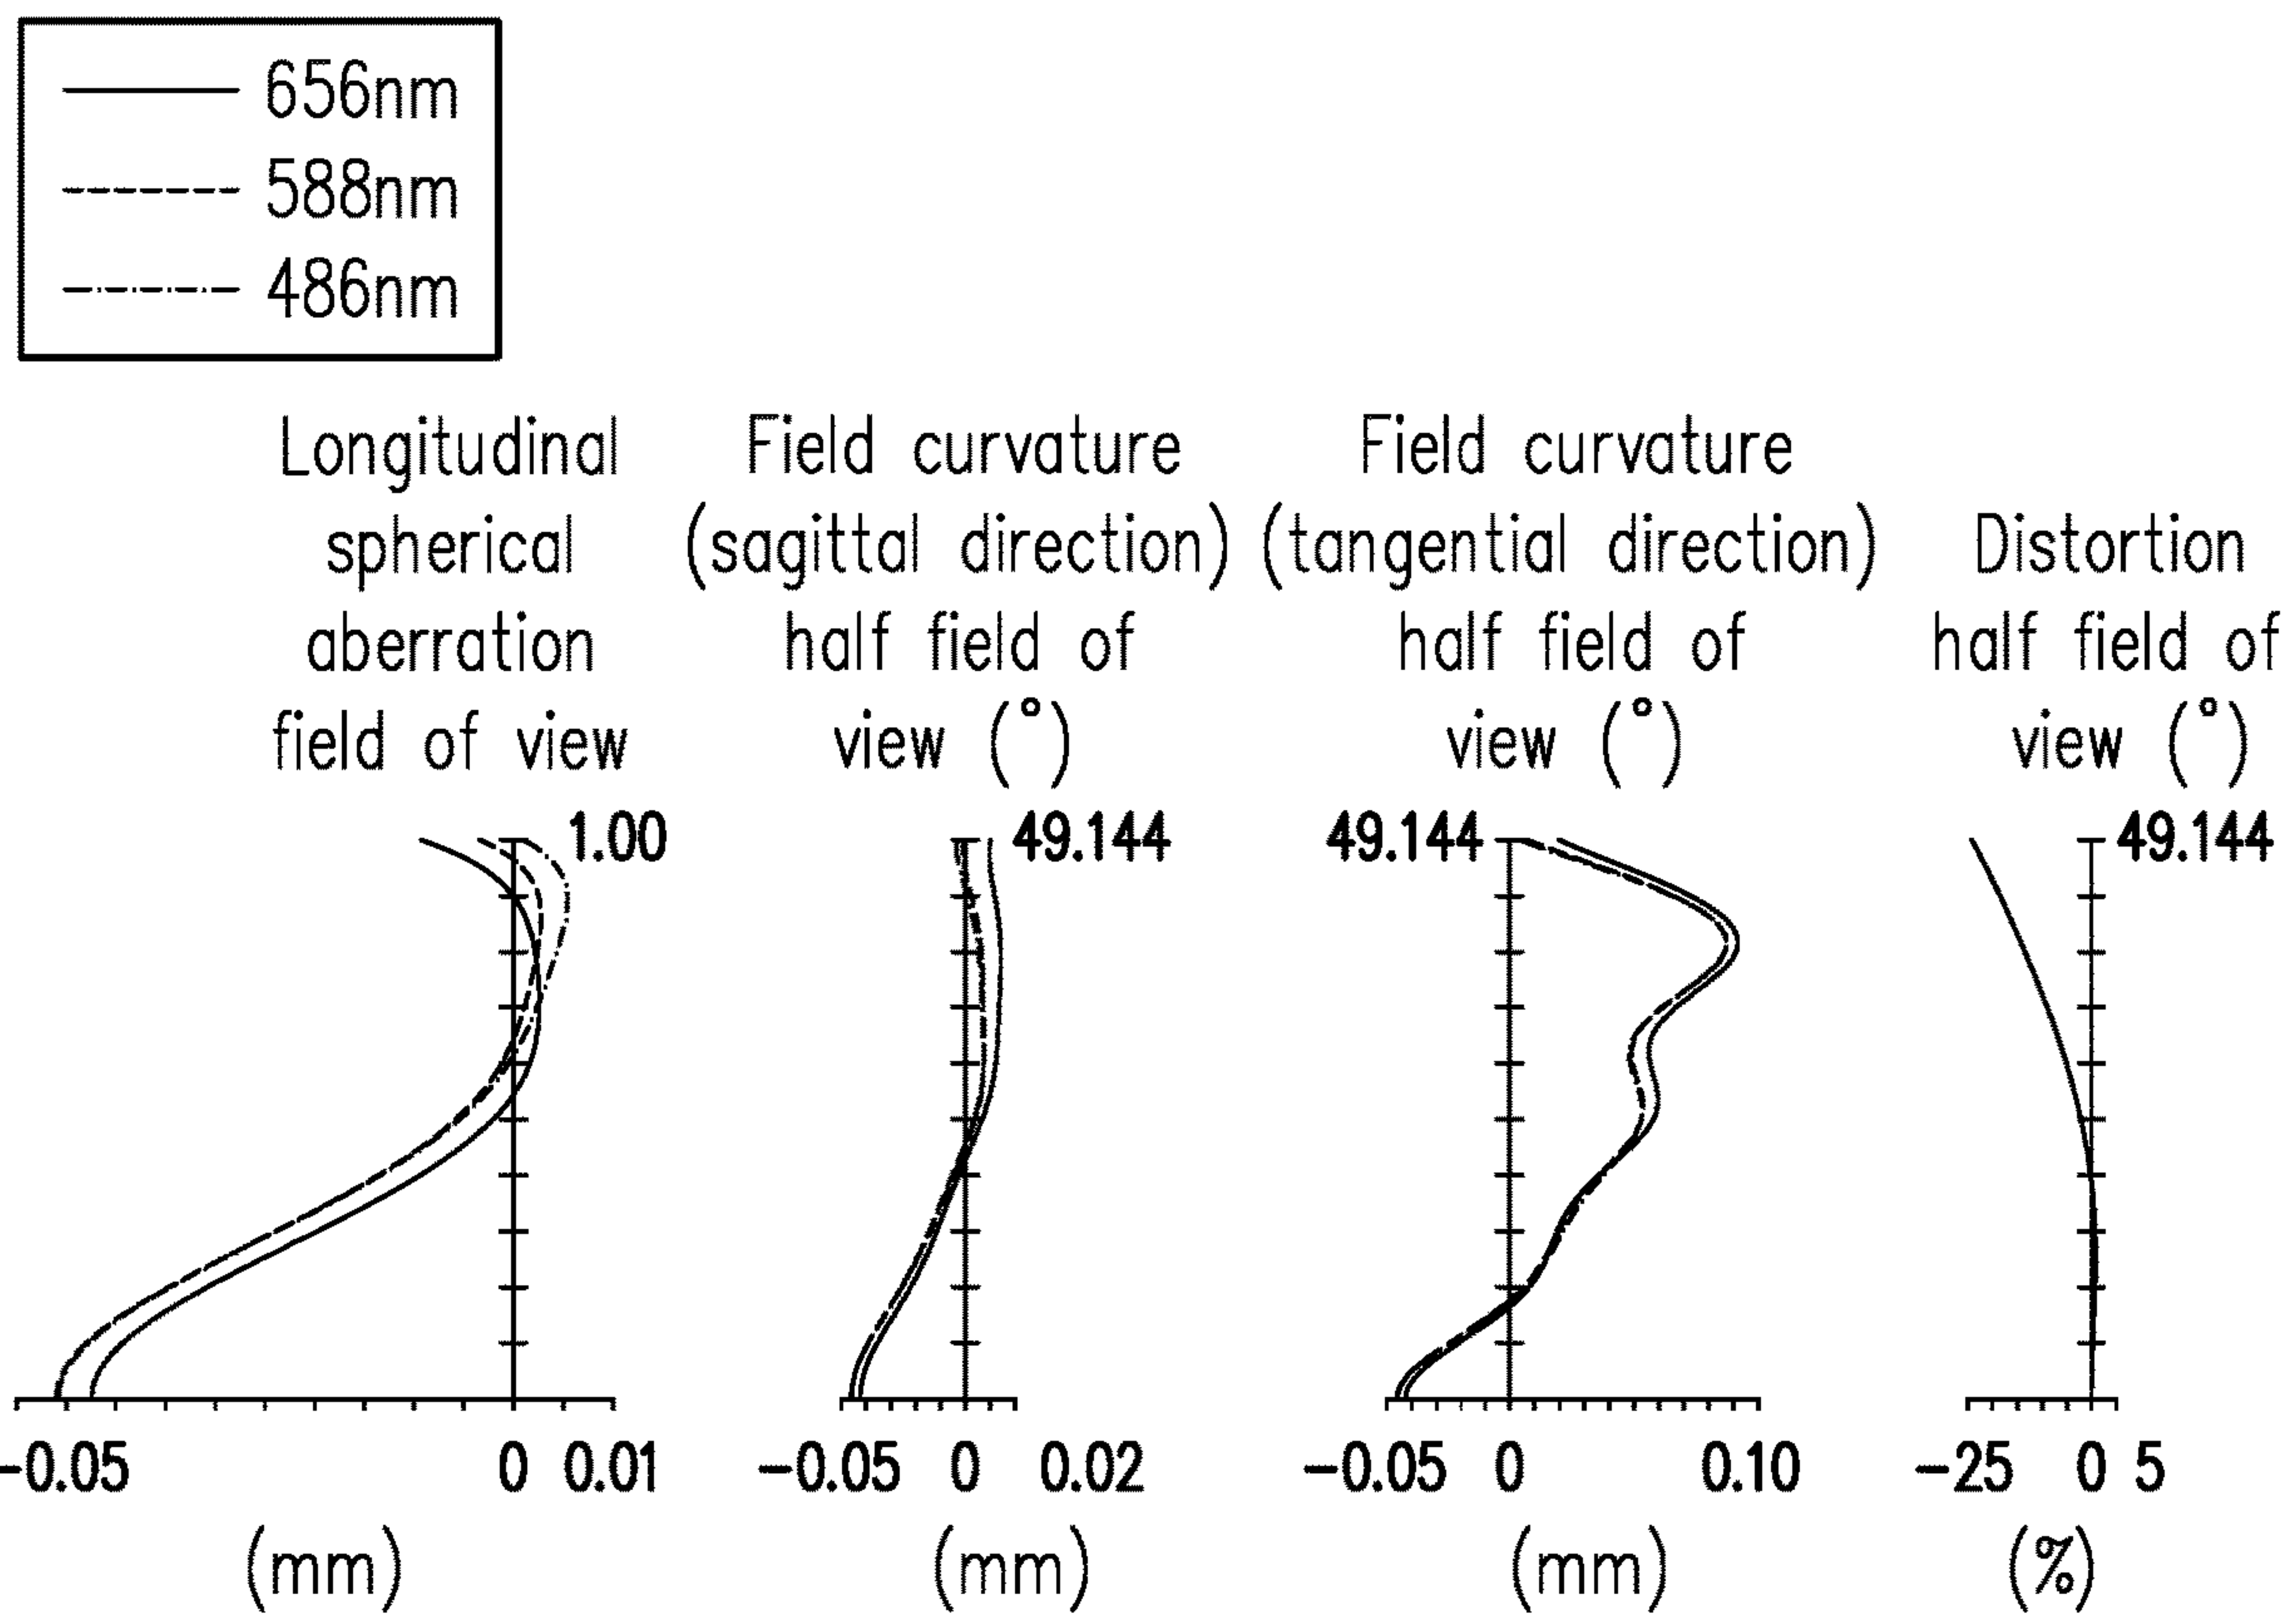 656nm
588nm
486nm
Longitudinal
spherical
aberration
field of view
1.00
-0.05 0 0.01
(mm)
Field curvature
(sagittal direction)
half field of
view (°)
49.144
-0.05 0 0.02
(mm)
Field curvature
(tangential direction)
half field of
view (°)
49.144
-0.05 0 0.10
(mm)
Distortion
half field of
view (°)
49.144
-25 0 5
(%)